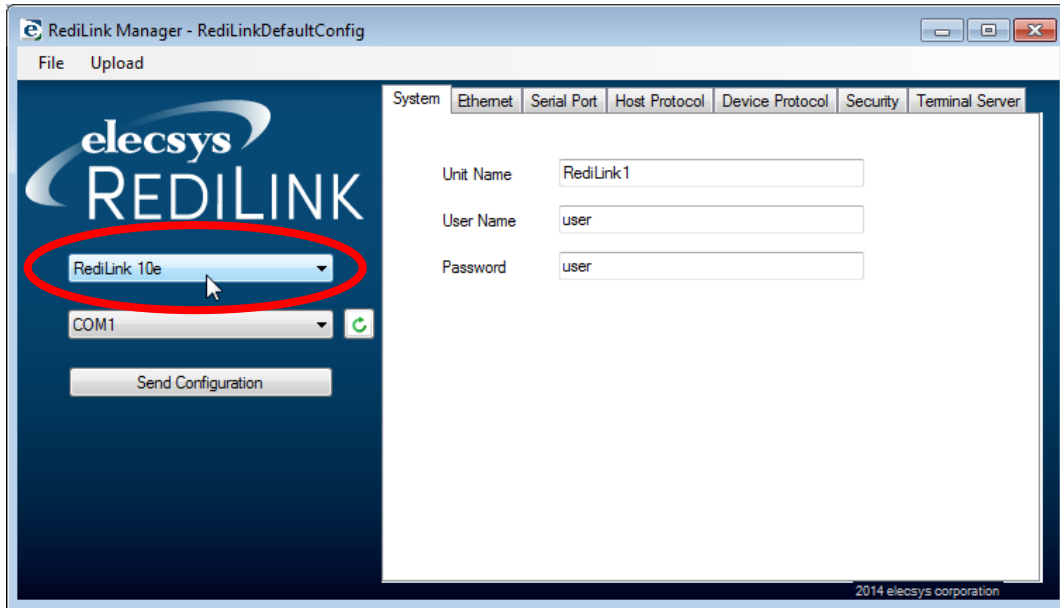 RediLink Manager - RediLinkDefaultConfig
File Upload
elecsys
REDILINK
RediLink 10e
COM1
Send Configuration
System Ethernet Serial Port Host Protocol Device Protocol Security Terminal Server
Unit Name RediLink1
User Name user
Password user
2014 elecsys corporation